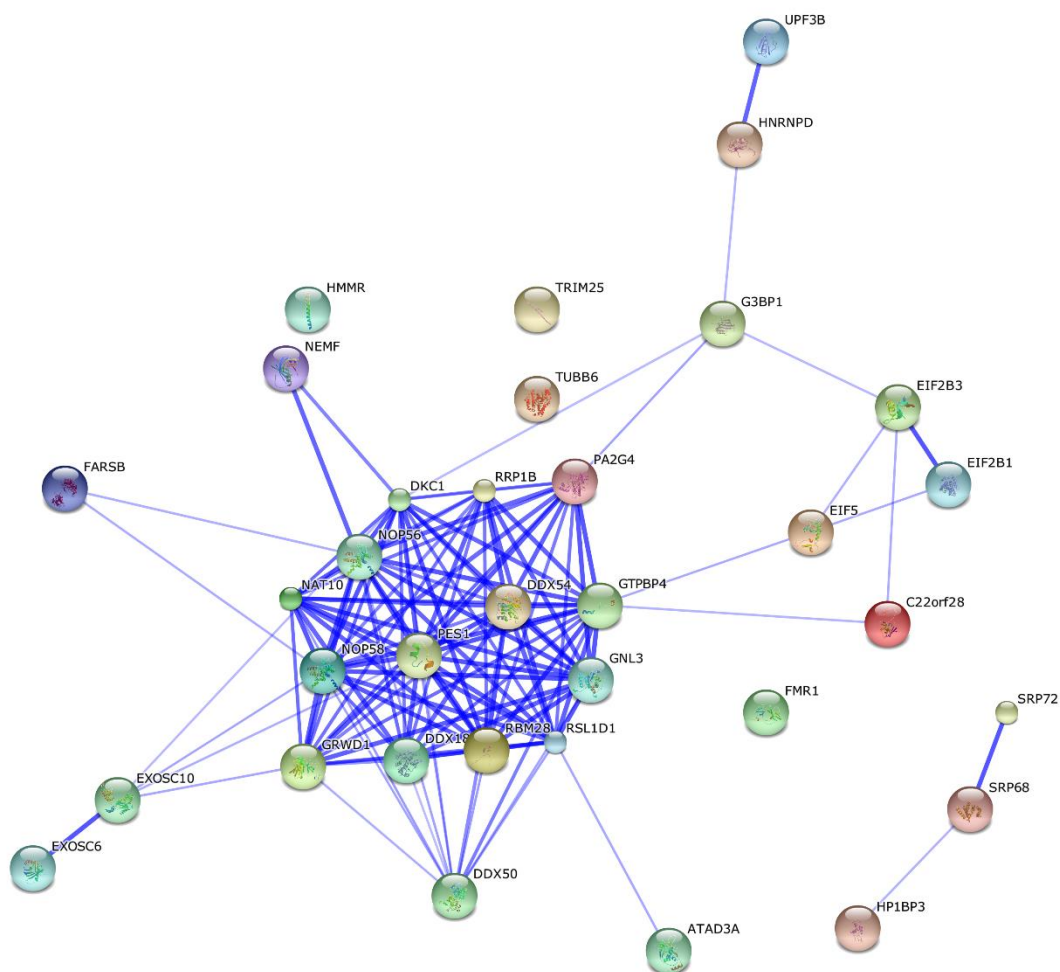 UPF3B
HNRNPD
HMMR
TRIM25
G3BP1
NEMF
TUBB6
EIF2B3
PA2G4
FARSB
DKC1
RRP1B
EIF2B1
NOP56
EIF5
NAT10
DDX54
GTPBP4
C22orf28
PES1
NOP58
GNL3
FMR1
SRP72
GRWD1
DDX18
RBM28
RSL1D1
EXOSC10
SRP68
EXOSC6
DDX50
HP1BP3
ATAD3A